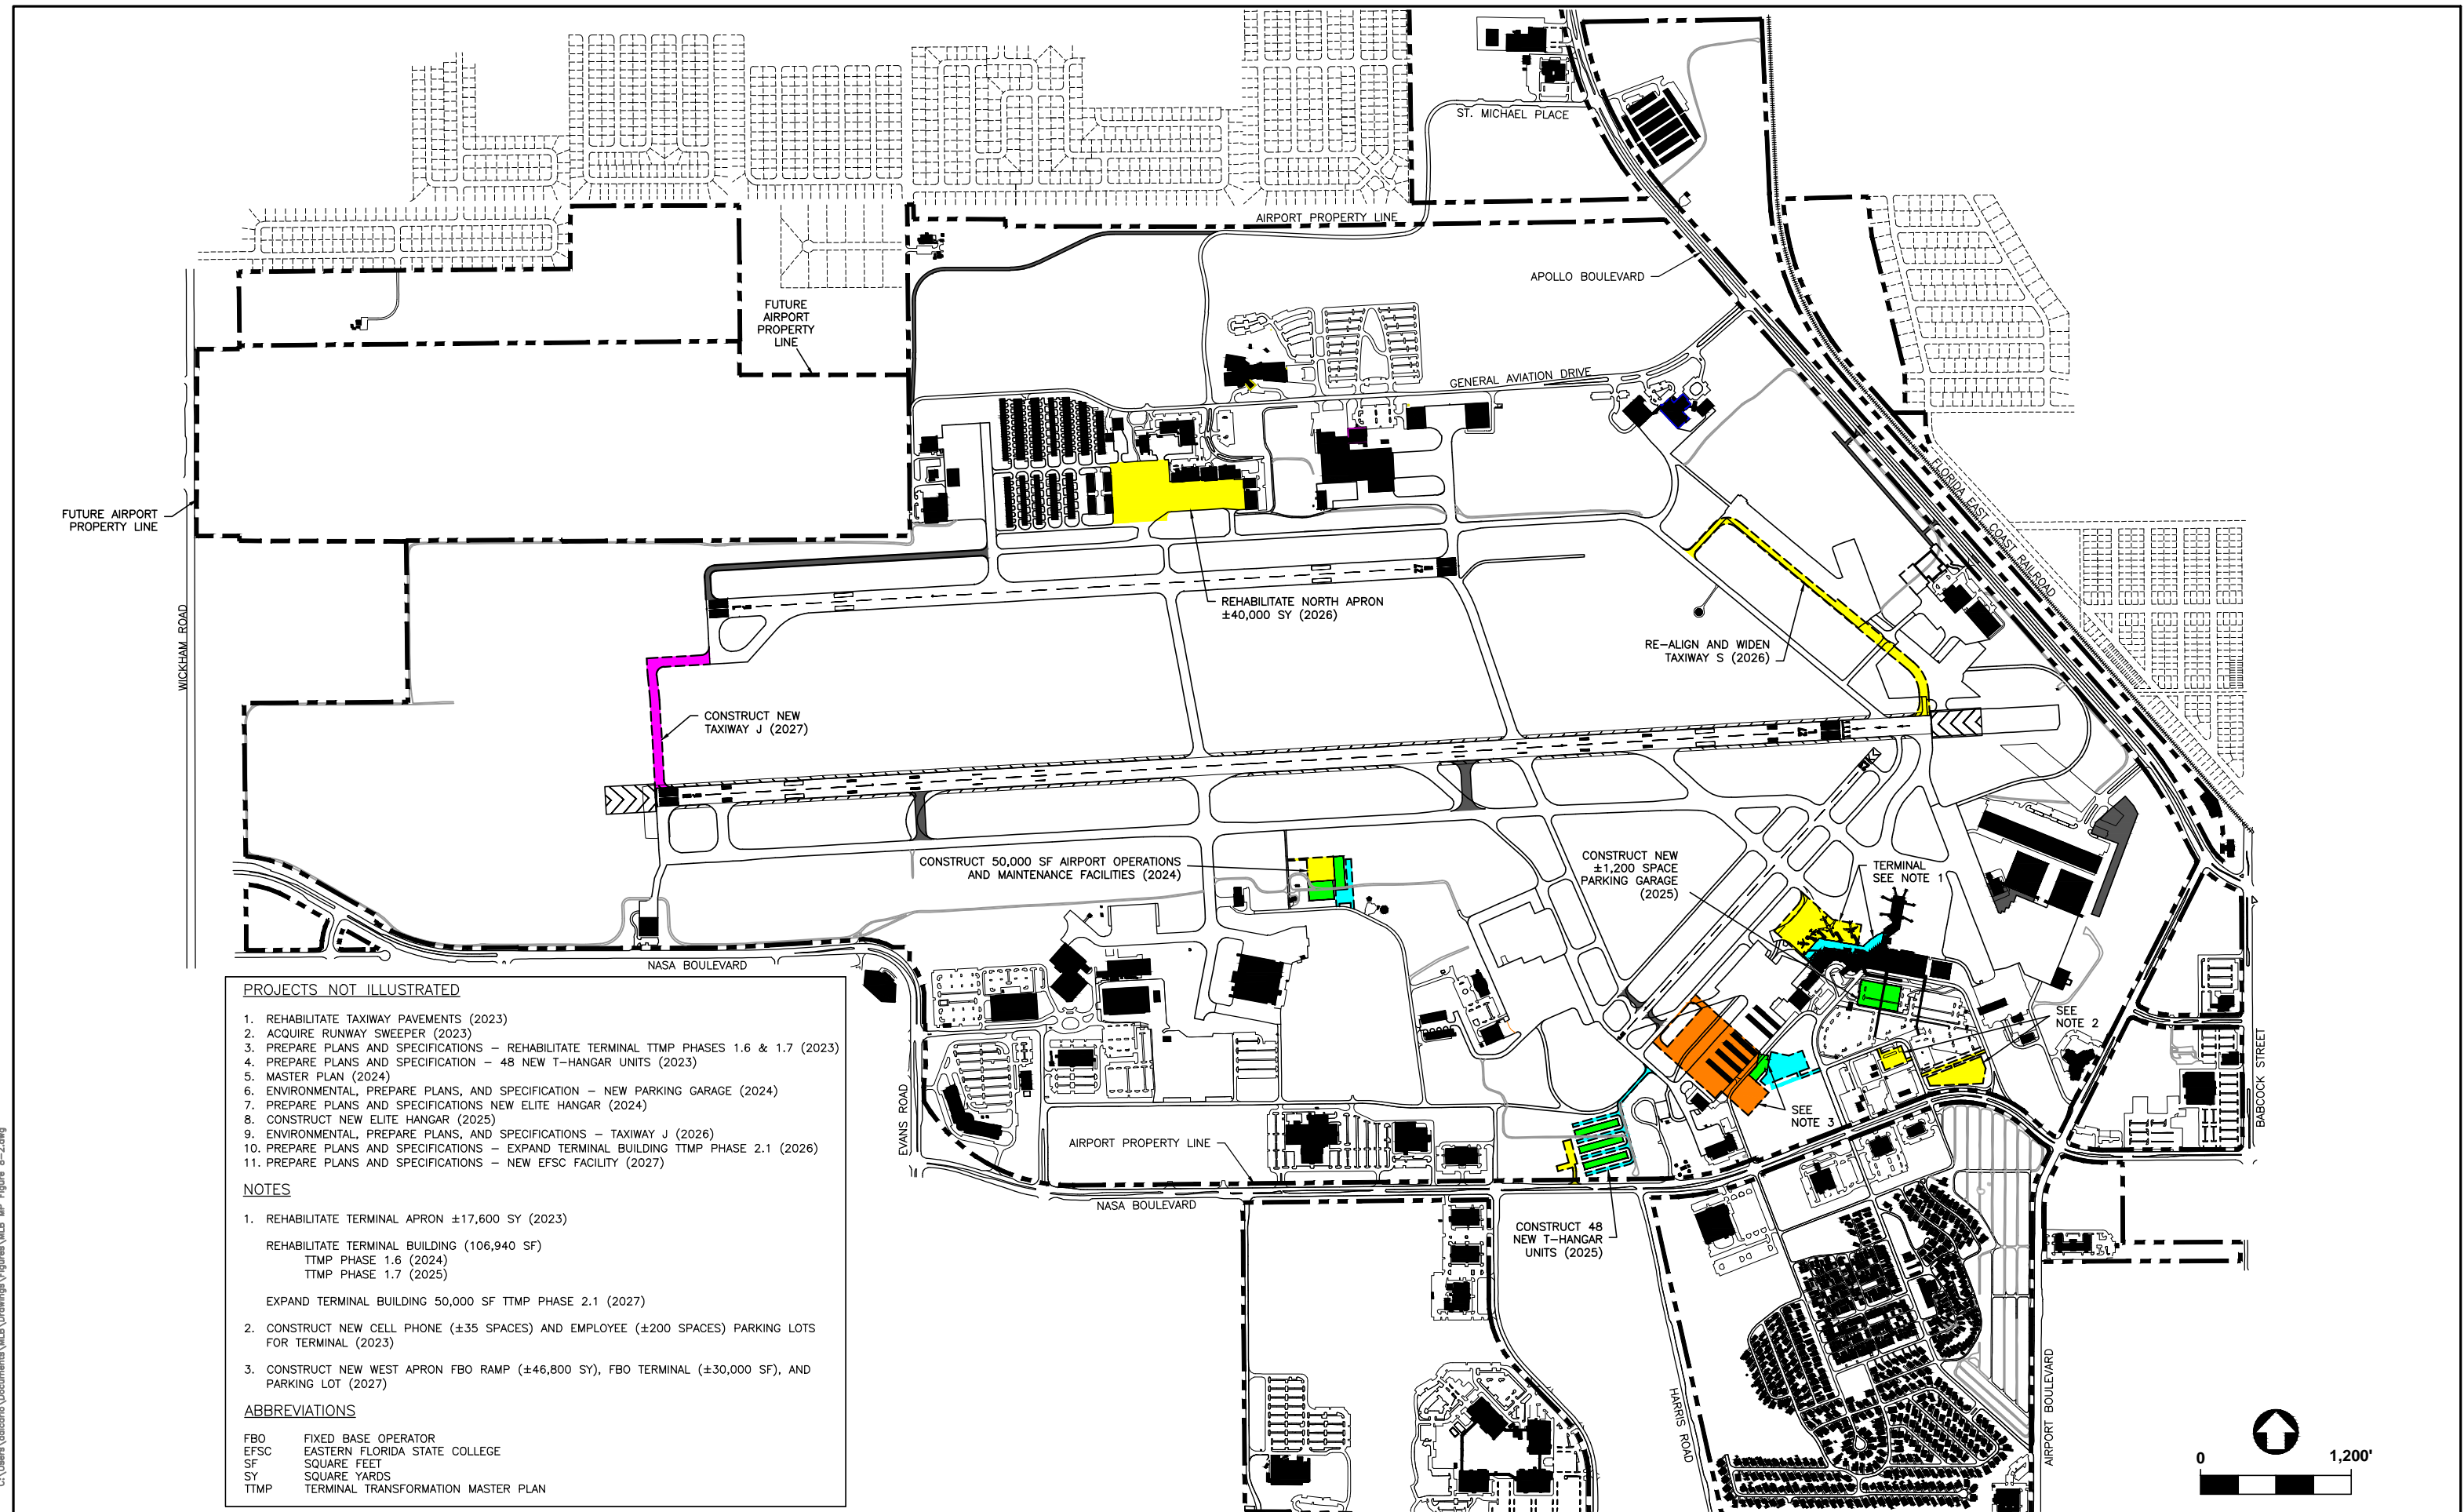 ST. MICHAEL PLACE
AIRPORT PROPERTY LINE
APOLLO BOULEVARD
FUTURE
AIRPORT
PROPERTY
LINE
GENERAL AVIATION DRIVE
FLORIDA EAST COAST RAILROAD
FUTURE AIRPORT
PROPERTY LINE
WICKHAM ROAD
REHABILITATE NORTH APRON
±40,000 SY (2026)
RE-ALIGN AND WIDEN
TAXIWAY S (2026)
CONSTRUCT NEW
TAXIWAY J (2027)
CONSTRUCT 50,000 SF AIRPORT OPERATIONS
AND MAINTENANCE FACILITIES (2024)
CONSTRUCT NEW
±1,200 SPACE
PARKING GARAGE
(2025)
TERMINAL
SEE NOTE 1
NASA BOULEVARD
SEE
NOTE 2
SEE
NOTE 3
EVANS ROAD
BABCOCK STREET
AIRPORT PROPERTY LINE
NASA BOULEVARD
CONSTRUCT 48
NEW T-HANGAR
UNITS (2025)
HARRIS ROAD
AIRPORT BOULEVARD
PROJECTS NOT ILLUSTRATED
1. REHABILITATE TAXIWAY PAVEMENTS (2023)
2. ACQUIRE RUNWAY SWEEPER (2023)
3. PREPARE PLANS AND SPECIFICATIONS – REHABILITATE TERMINAL TTMP PHASES 1.6 & 1.7 (2023)
4. PREPARE PLANS AND SPECIFICATION – 48 NEW T-HANGAR UNITS (2023)
5. MASTER PLAN (2024)
6. ENVIRONMENTAL, PREPARE PLANS, AND SPECIFICATION – NEW PARKING GARAGE (2024)
7. PREPARE PLANS AND SPECIFICATIONS NEW ELITE HANGAR (2024)
8. CONSTRUCT NEW ELITE HANGAR (2025)
9. ENVIRONMENTAL, PREPARE PLANS, AND SPECIFICATIONS – TAXIWAY J (2026)
10. PREPARE PLANS AND SPECIFICATIONS – EXPAND TERMINAL BUILDING TTMP PHASE 2.1 (2026)
11. PREPARE PLANS AND SPECIFICATIONS – NEW EFSC FACILITY (2027)
NOTES
1. REHABILITATE TERMINAL APRON ±17,600 SY (2023)
REHABILITATE TERMINAL BUILDING (106,940 SF)
TTMP PHASE 1.6 (2024)
TTMP PHASE 1.7 (2025)
EXPAND TERMINAL BUILDING 50,000 SF TTMP PHASE 2.1 (2027)
2. CONSTRUCT NEW CELL PHONE (±35 SPACES) AND EMPLOYEE (±200 SPACES) PARKING LOTS
FOR TERMINAL (2023)
3. CONSTRUCT NEW WEST APRON FBO RAMP (±46,800 SY), FBO TERMINAL (±30,000 SF), AND
PARKING LOT (2027)
ABBREVIATIONS
FBO FIXED BASE OPERATOR
EFSC EASTERN FLORIDA STATE COLLEGE
SF SQUARE FEET
SY SQUARE YARDS
TTMP TERMINAL TRANSFORMATION MASTER PLAN
0 1,200'